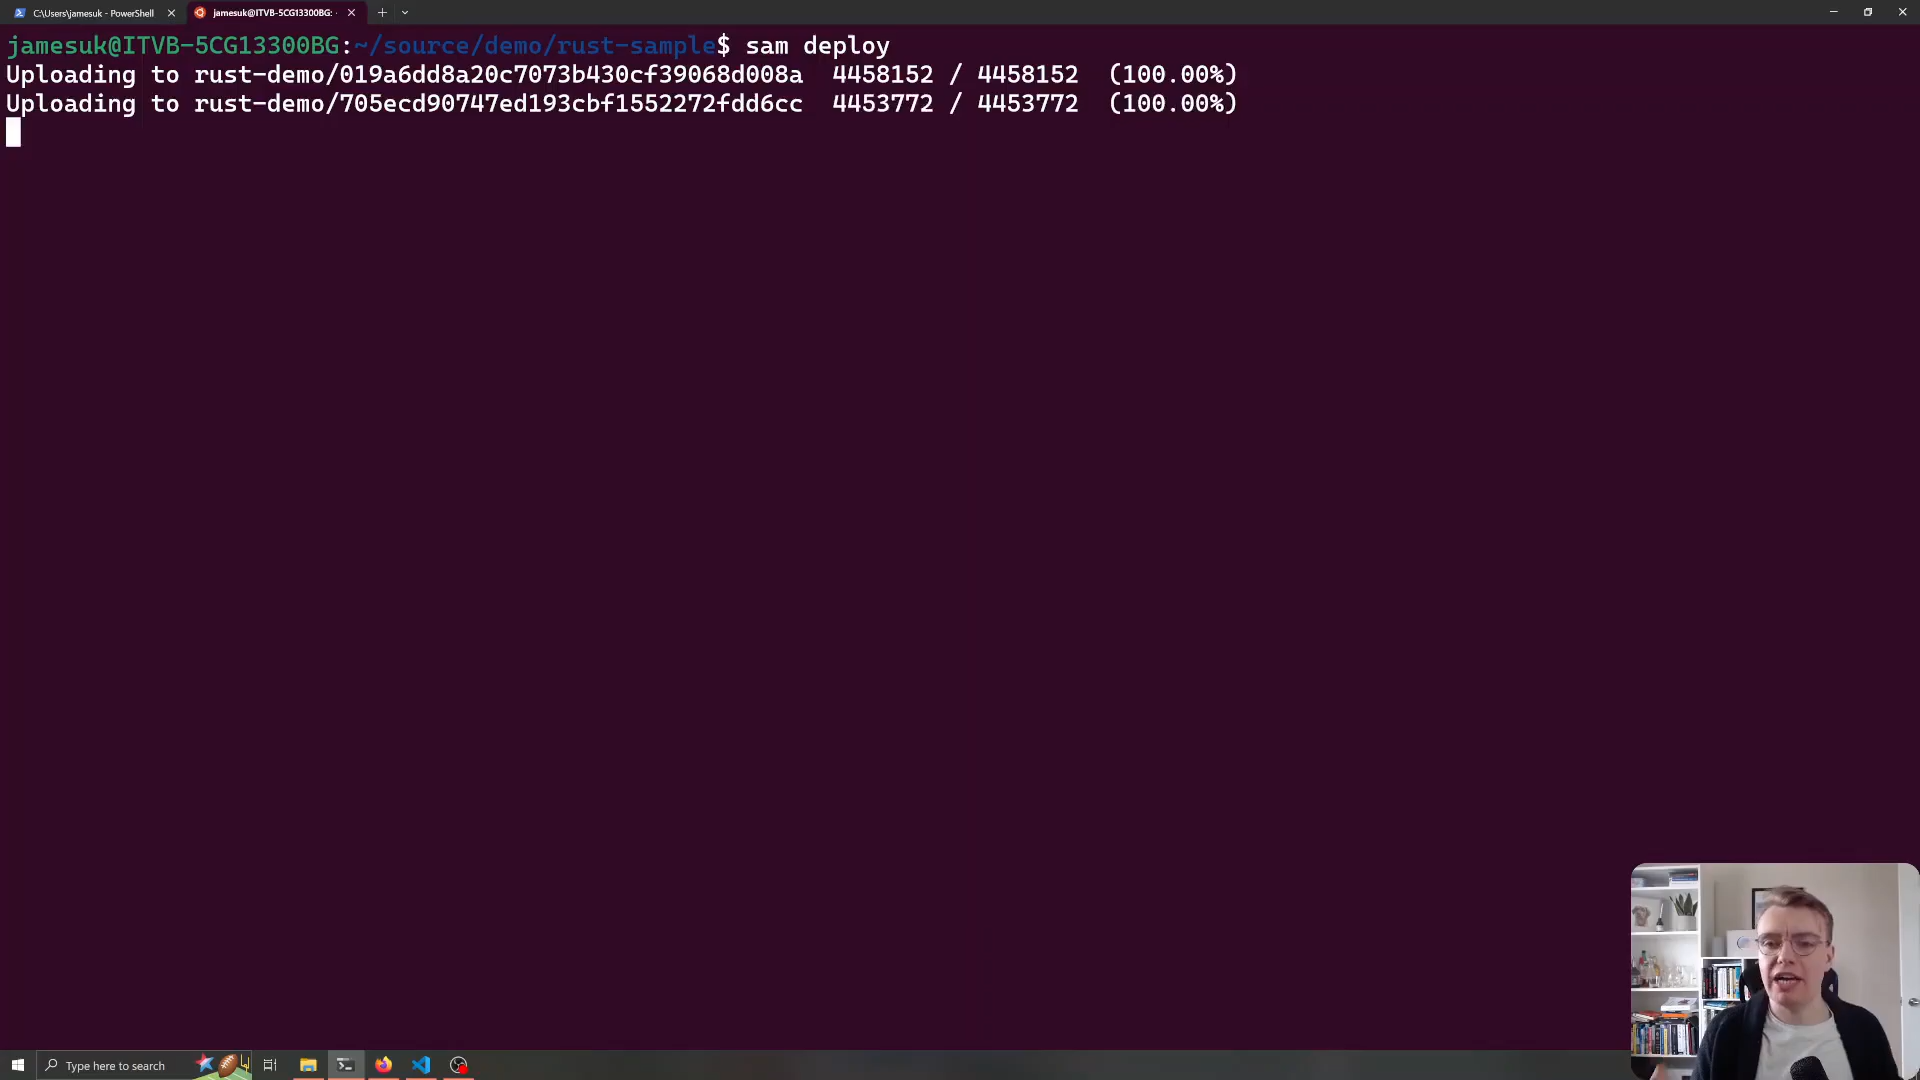 C:\Users\jamesuk - PowerShell
jamesuk@ITVB-5CG13300BG:
jamesuk@ITVB-5CG13300BG:~/source/demo/rust-sample$ sam deploy
Uploading to rust-demo/019a6dd8a20c7073b430cf39068d008a  4458152 / 4458152  (100.00%)
Uploading to rust-demo/705ecd90747ed193cbf1552272fdd6cc  4453772 / 4453772  (100.00%)
Type here to search